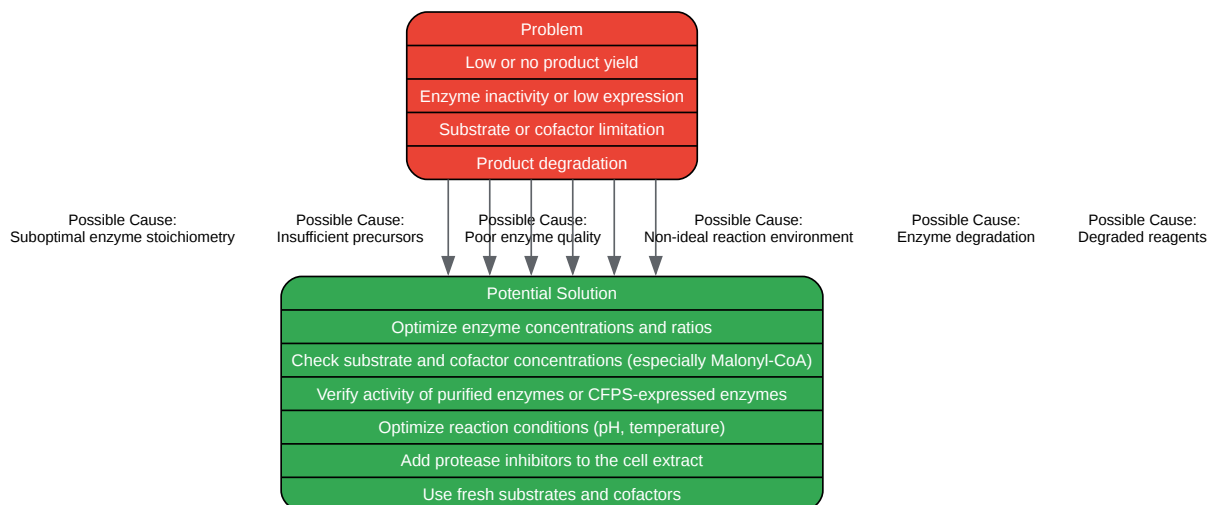 Problem
Low or no product yield
Enzyme inactivity or low expression
Substrate or cofactor limitation
Product degradation
Possible Cause:
Suboptimal enzyme stoichiometry
Possible Cause:
Insufficient precursors
Possible Cause:
Poor enzyme quality
Possible Cause:
Non-ideal reaction environment
Possible Cause:
Enzyme degradation
Possible Cause:
Degraded reagents
Potential Solution
Optimize enzyme concentrations and ratios
Check substrate and cofactor concentrations (especially Malonyl-CoA)
Verify activity of purified enzymes or CFPS-expressed enzymes
Optimize reaction conditions (pH, temperature)
Add protease inhibitors to the cell extract
Use fresh substrates and cofactors